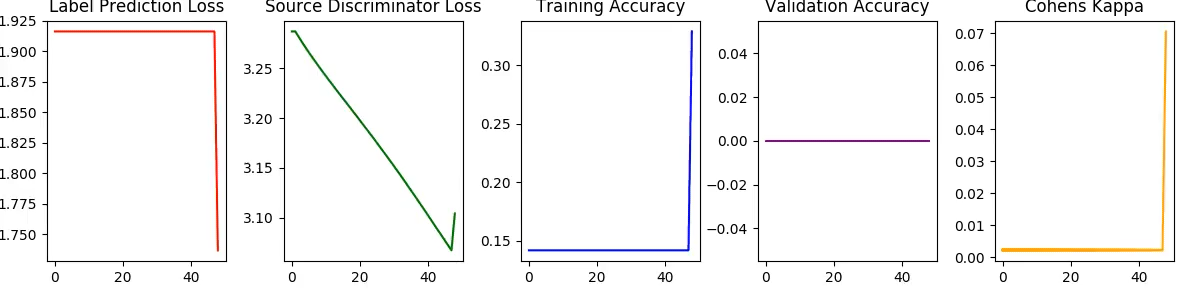 Label Prediction Loss
1.925
1.900
1.875
1.850
1.825
1.800
1.775
1.750
0 20 40
Source Discriminator Loss
3.25
3.20
3.15
3.10
0 20 40
Training Accuracy
0.30
0.25
0.20
0.15
0 20 40
Validation Accuracy
0.04
0.02
0.00
−0.02
−0.04
0 20 40
Cohens Kappa
0.07
0.06
0.05
0.04
0.03
0.02
0.01
0.00
0 20 40